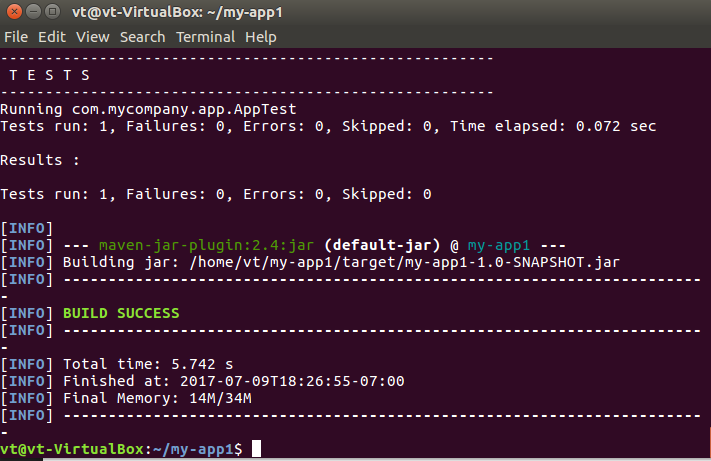 vt@vt-VirtualBox: ~/my-app1
File Edit View Search Terminal Help
-------------------------------------------------------
 T E S T S
-------------------------------------------------------
Running com.mycompany.app.AppTest
Tests run: 1, Failures: 0, Errors: 0, Skipped: 0, Time elapsed: 0.072 sec

Results :

Tests run: 1, Failures: 0, Errors: 0, Skipped: 0

[INFO]
[INFO] --- maven-jar-plugin:2.4:jar (default-jar) @ my-app1 ---
[INFO] Building jar: /home/vt/my-app1/target/my-app1-1.0-SNAPSHOT.jar
[INFO] -----------------------------------------------------------------------
-
[INFO] BUILD SUCCESS
[INFO] -----------------------------------------------------------------------
-
[INFO] Total time: 5.742 s
[INFO] Finished at: 2017-07-09T18:26:55-07:00
[INFO] Final Memory: 14M/34M
[INFO] -----------------------------------------------------------------------
-
vt@vt-VirtualBox:~/my-app1$